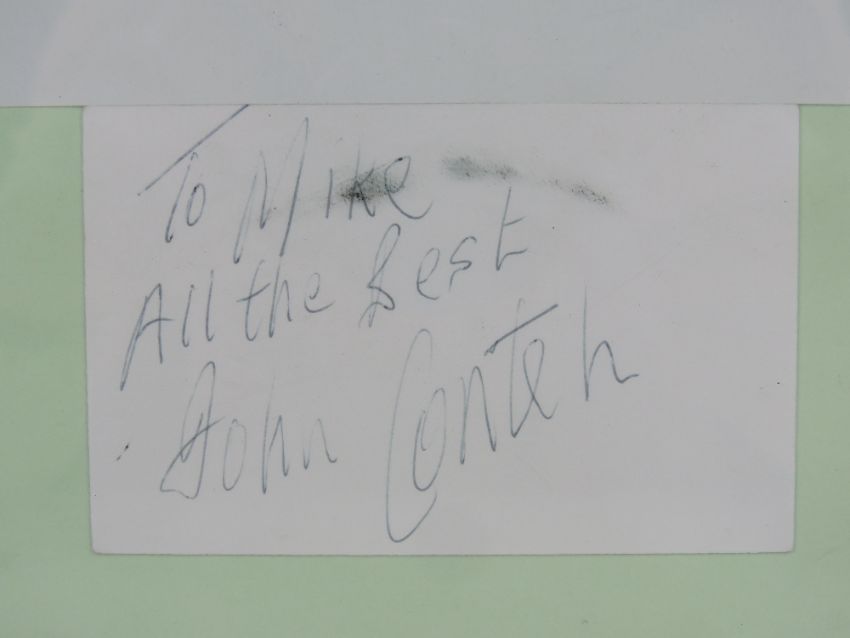 To Mike
All the Best
John Conteh